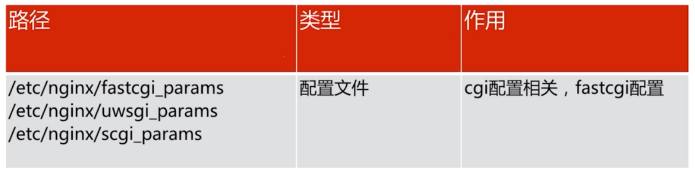 路径 类型 作用
/etc/nginx/fastcgi_params 配置文件 cgi配置相关，fastcgi配置
/etc/nginx/uwsgi_params
/etc/nginx/scgi_params